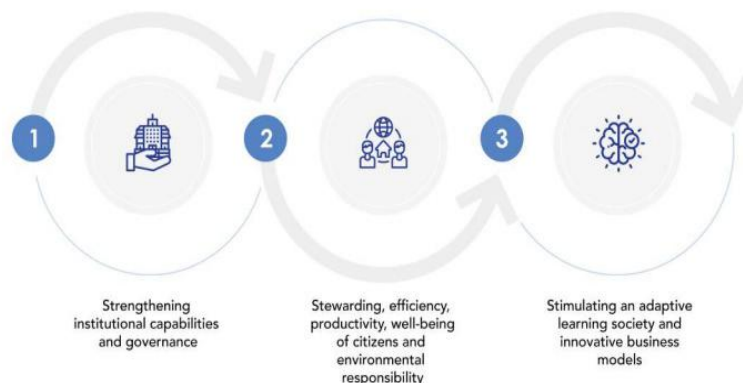 1
2
3
Strengthening
institutional capabilities
and governance
Stewarding, efficiency,
productivity, well-being
of citizens and
environmental
responsibility
Stimulating an adaptive
learning society and
innovative business
models